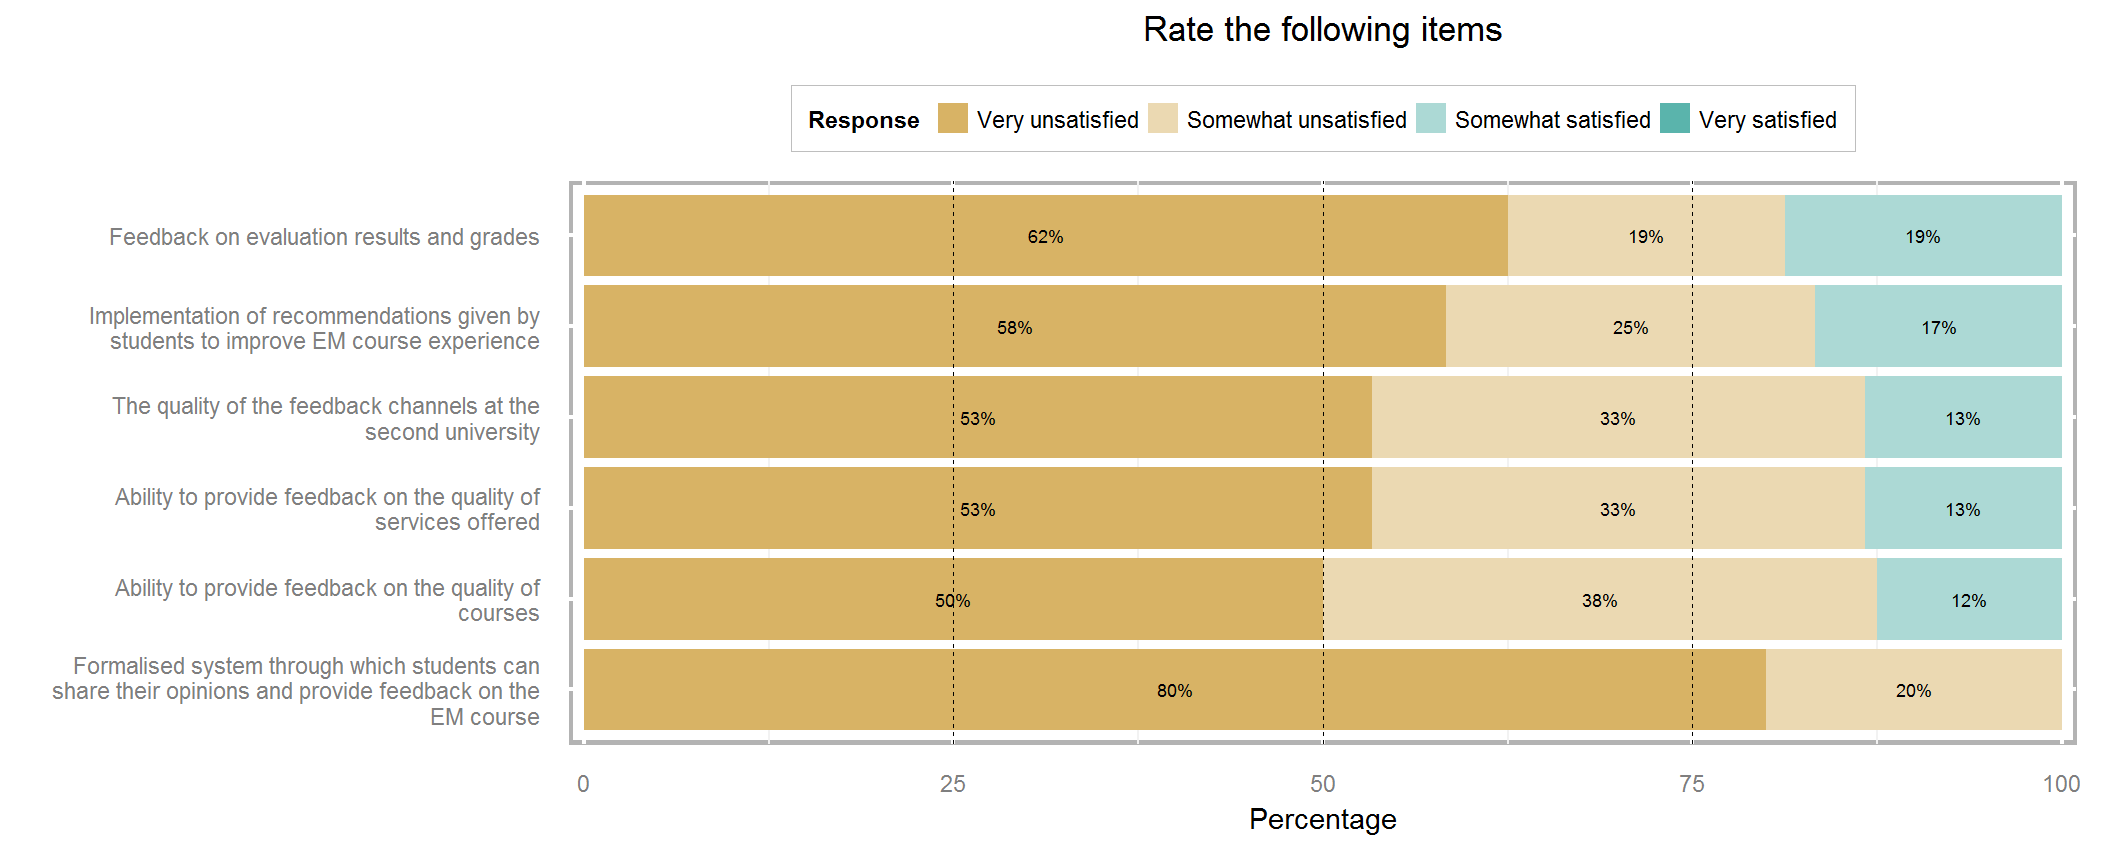 Rate the following items
Response Very unsatisfied Somewhat unsatisfied Somewhat satisfied Very satisfied
Feedback on evaluation results and grades
62% 19% 19%
Implementation of recommendations given by
students to improve EM course experience
58% 25% 17%
The quality of the feedback channels at the
second university
53% 33% 13%
Ability to provide feedback on the quality of
services offered
53% 33% 13%
Ability to provide feedback on the quality of
courses
50% 38% 12%
Formalised system through which students can
share their opinions and provide feedback on the
EM course
80% 20%
0 25 50 75 100
Percentage